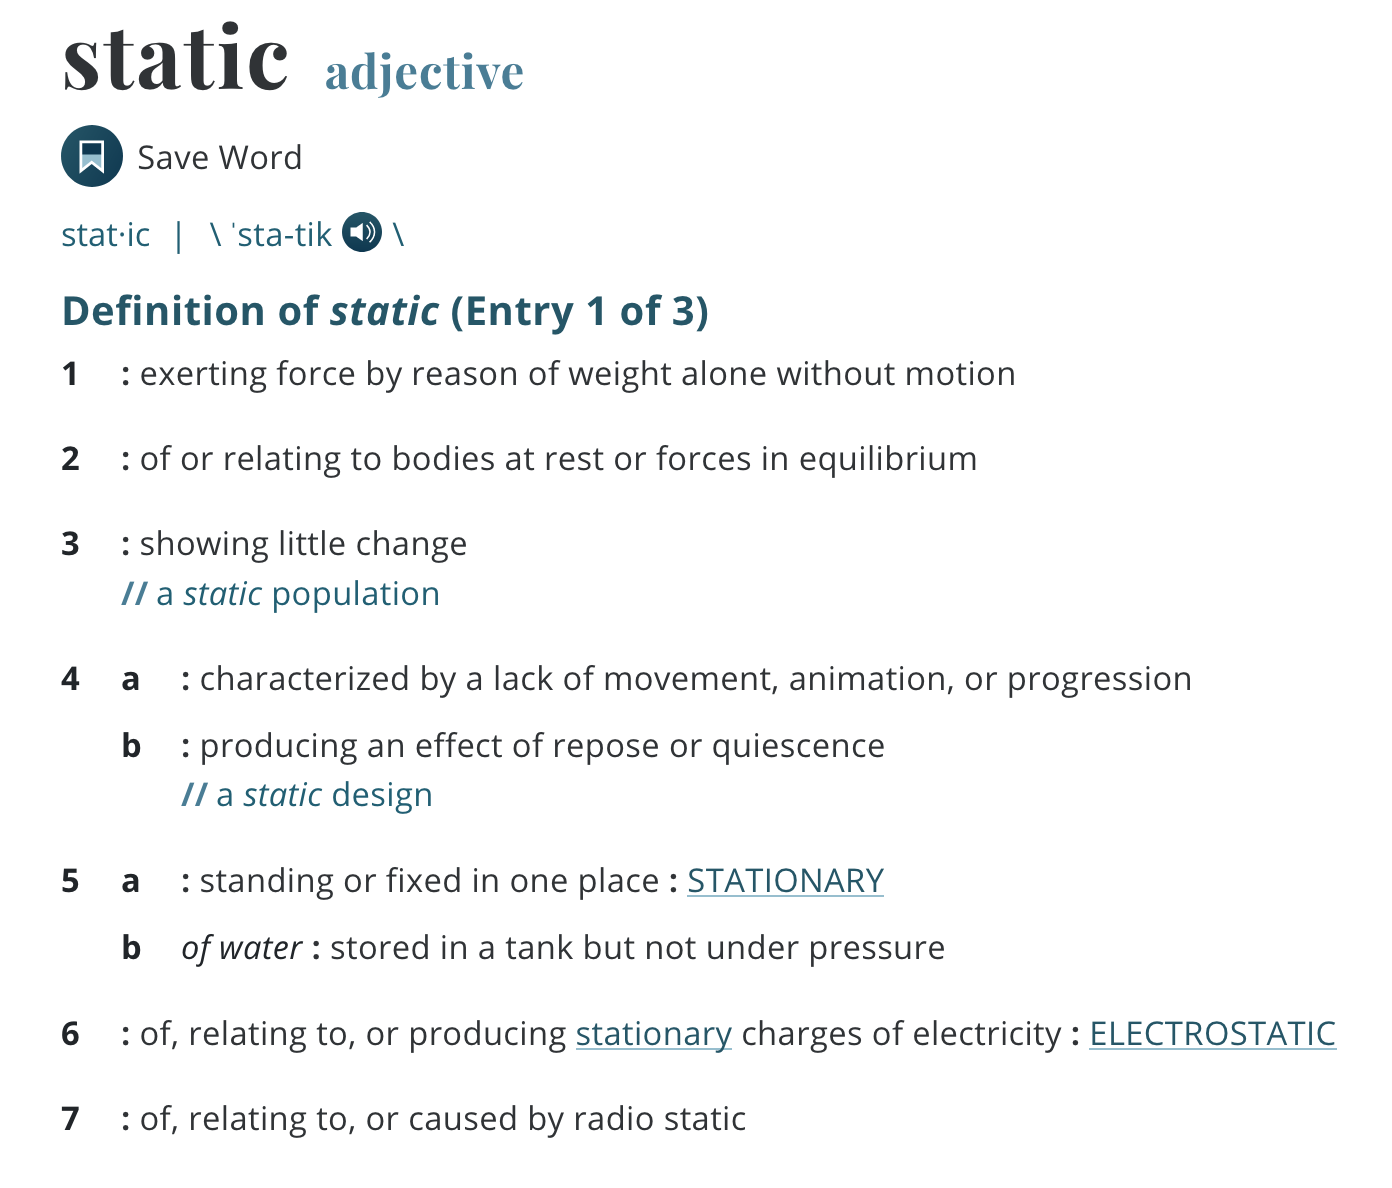 static adjective
Save Word
stat·ic | \ ˈsta-tik \
Definition of static (Entry 1 of 3)
1 : exerting force by reason of weight alone without motion
2 : of or relating to bodies at rest or forces in equilibrium
3 : showing little change
// a static population
4 a : characterized by a lack of movement, animation, or progression
b : producing an effect of repose or quiescence
// a static design
5 a : standing or fixed in one place : STATIONARY
b of water : stored in a tank but not under pressure
6 : of, relating to, or producing stationary charges of electricity : ELECTROSTATIC
7 : of, relating to, or caused by radio static